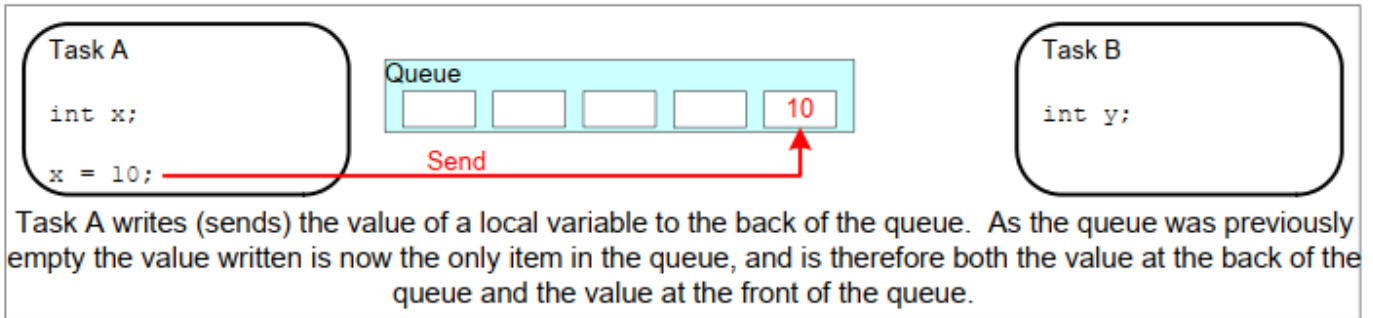 Task A
int x;
x = 10;
Queue
10
Send
Task B
int y;
Task A writes (sends) the value of a local variable to the back of the queue.  As the queue was previously
empty the value written is now the only item in the queue, and is therefore both the value at the back of the
queue and the value at the front of the queue.